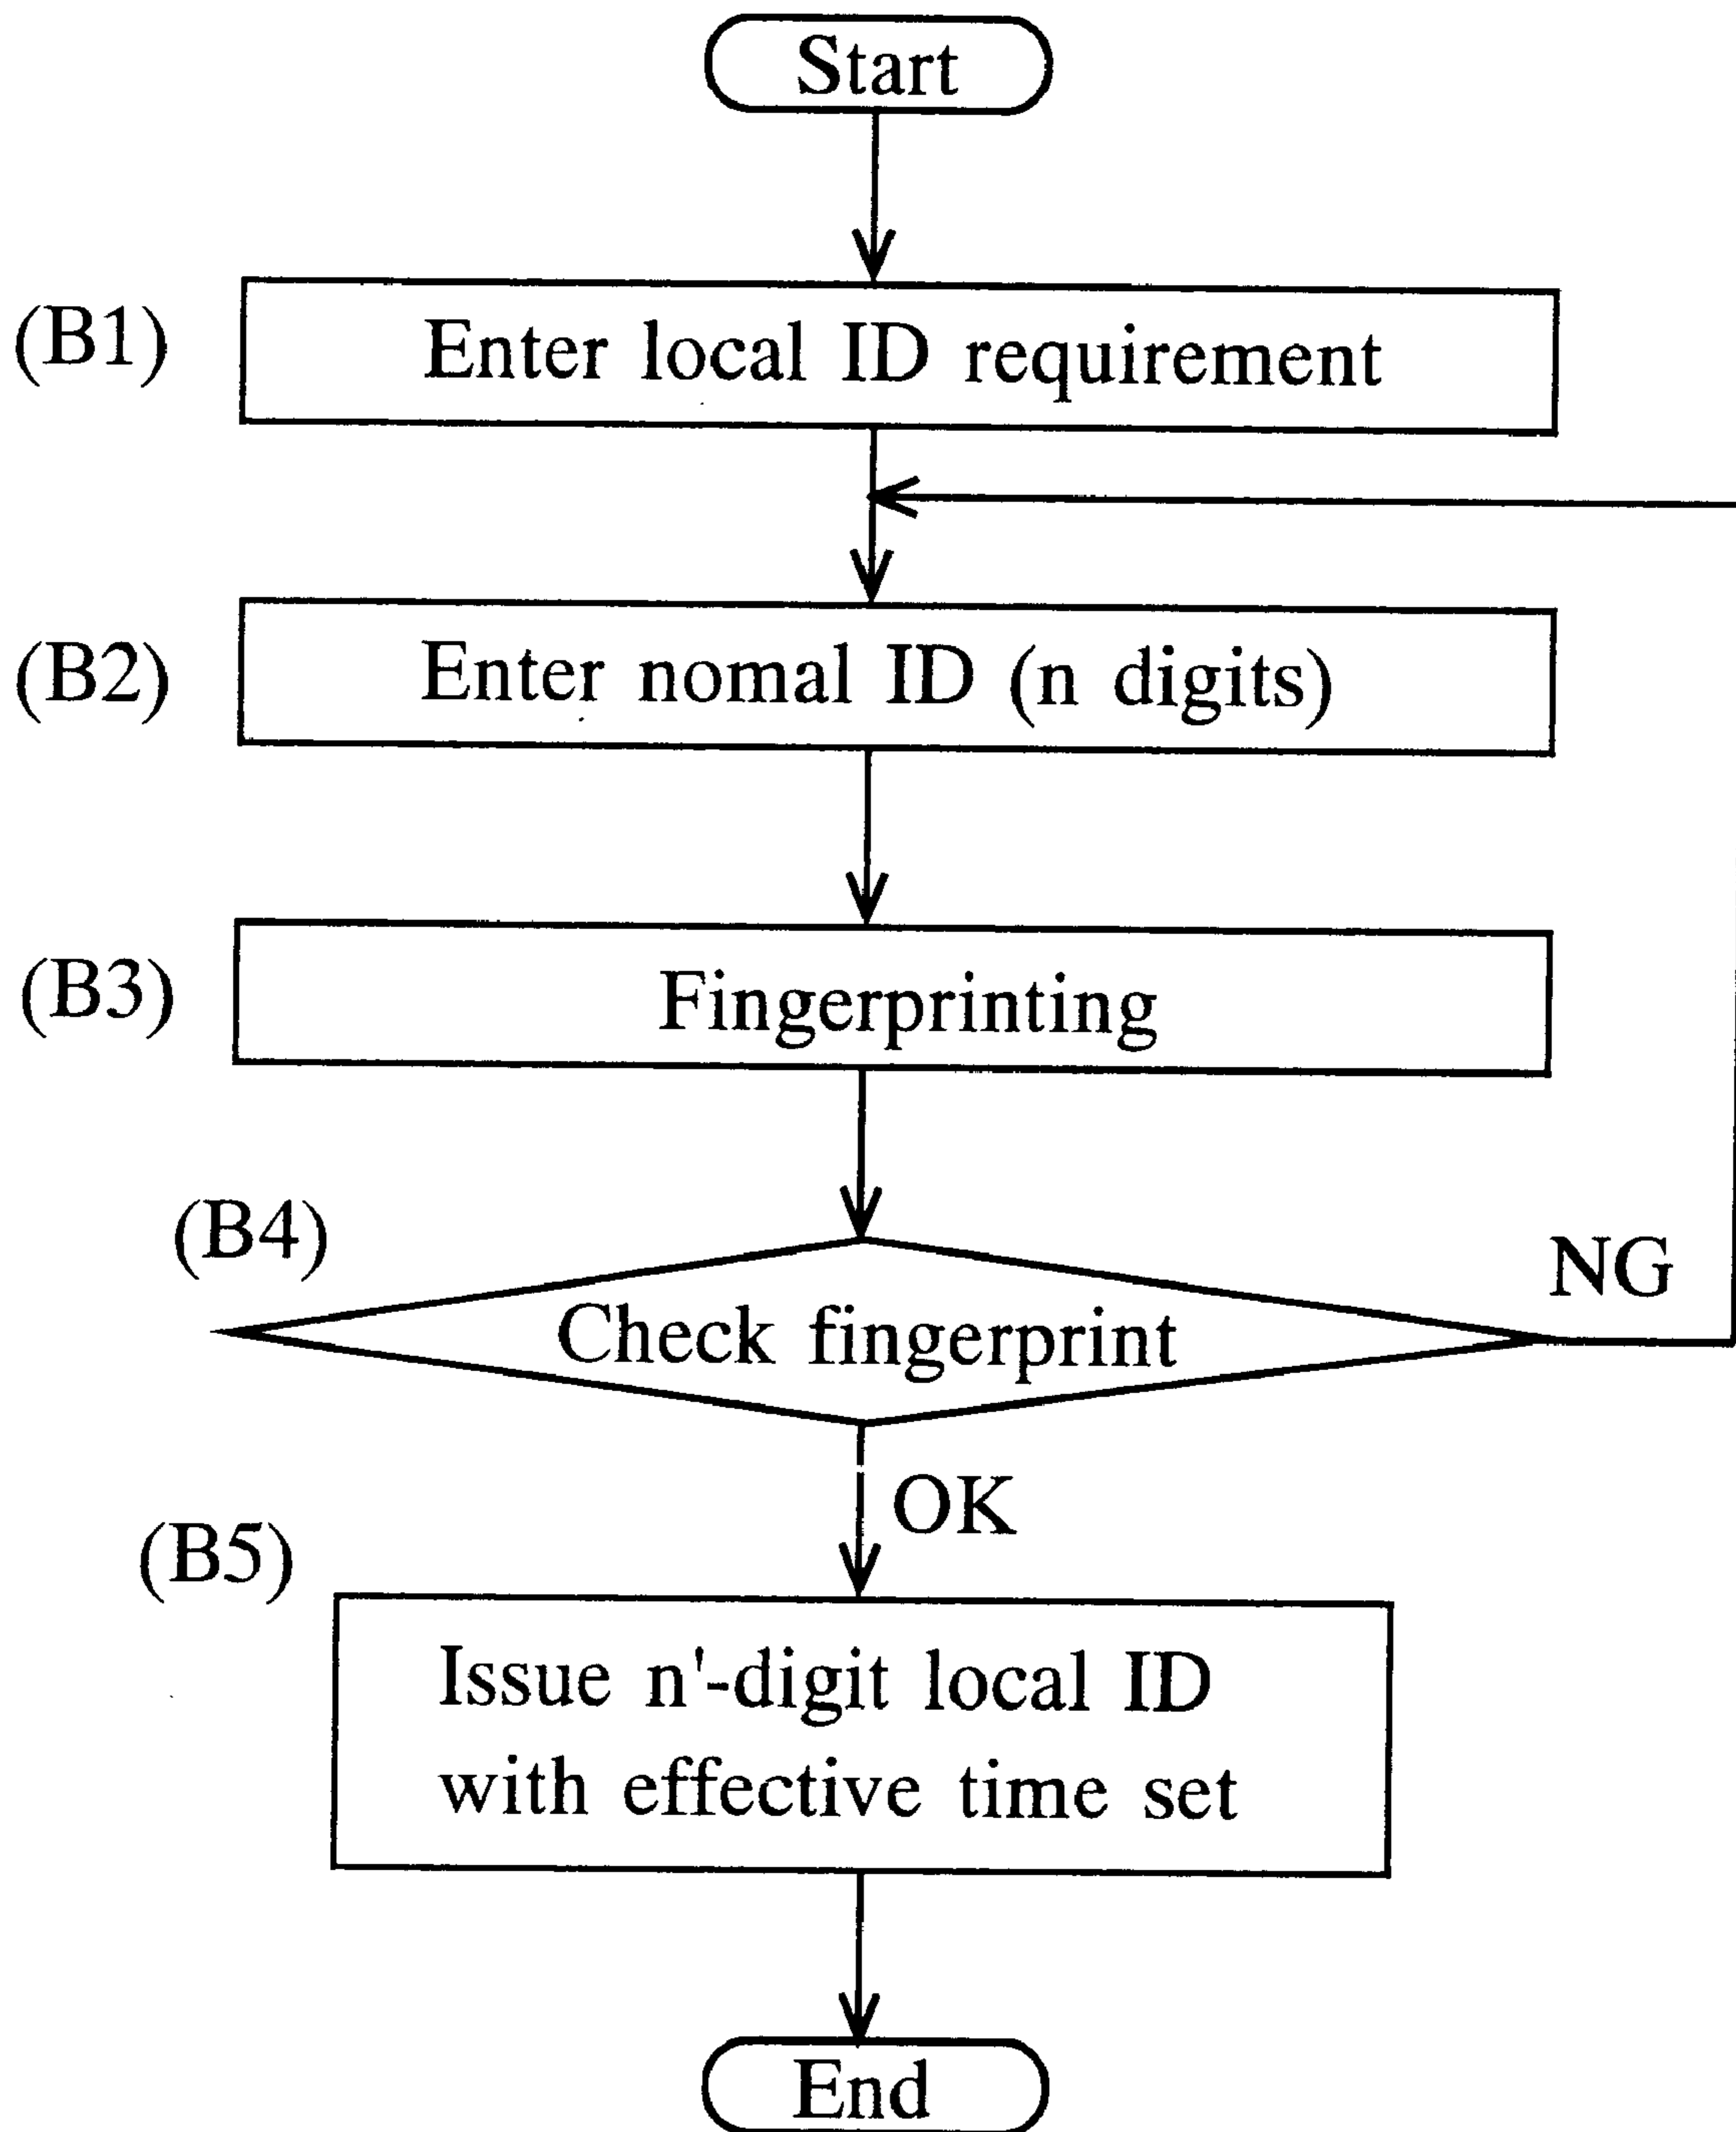 Start
(B1)
Enter local ID requirement
(B2)
Enter nomal ID (n digits)
(B3)
Fingerprinting
(B4)
Check fingerprint
NG
OK
(B5)
Issue n'-digit local ID
with effective time set
End